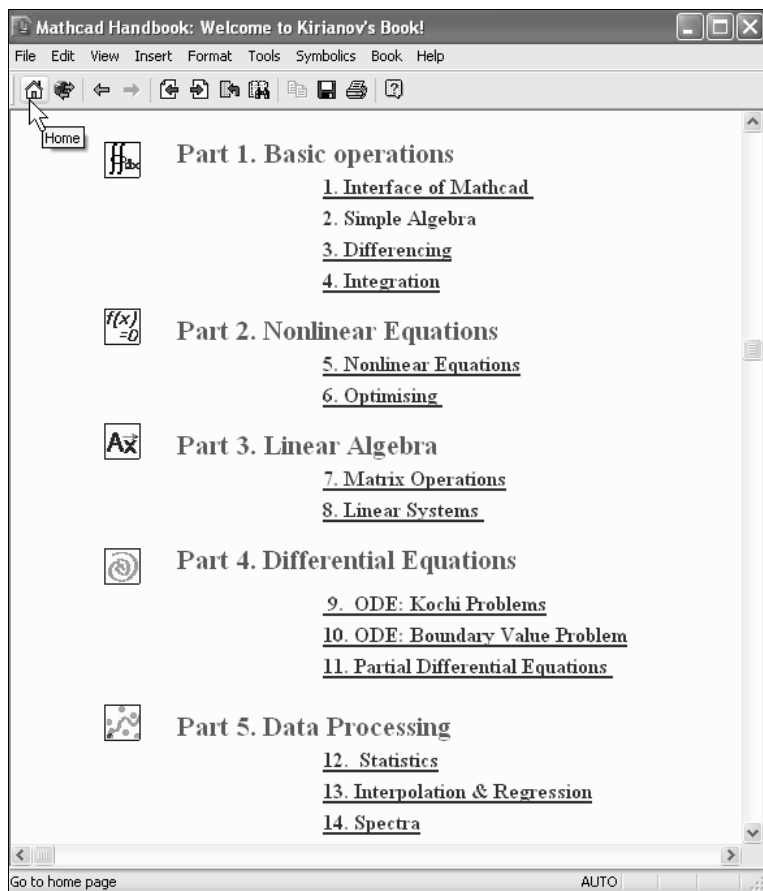 Mathcad Handbook: Welcome to Kirianov's Book!
File Edit View Insert Format Tools Symbolics Book Help
Home
Part 1. Basic operations
1. Interface of Mathcad
2. Simple Algebra
3. Differencing
4. Integration
f(x)
=0
Part 2. Nonlinear Equations
5. Nonlinear Equations
6. Optimising
Ax
Part 3. Linear Algebra
7. Matrix Operations
8. Linear Systems
Part 4. Differential Equations
9. ODE: Kochi Problems
10. ODE: Boundary Value Problem
11. Partial Differential Equations
Part 5. Data Processing
12. Statistics
13. Interpolation & Regression
14. Spectra
Go to home page AUTO